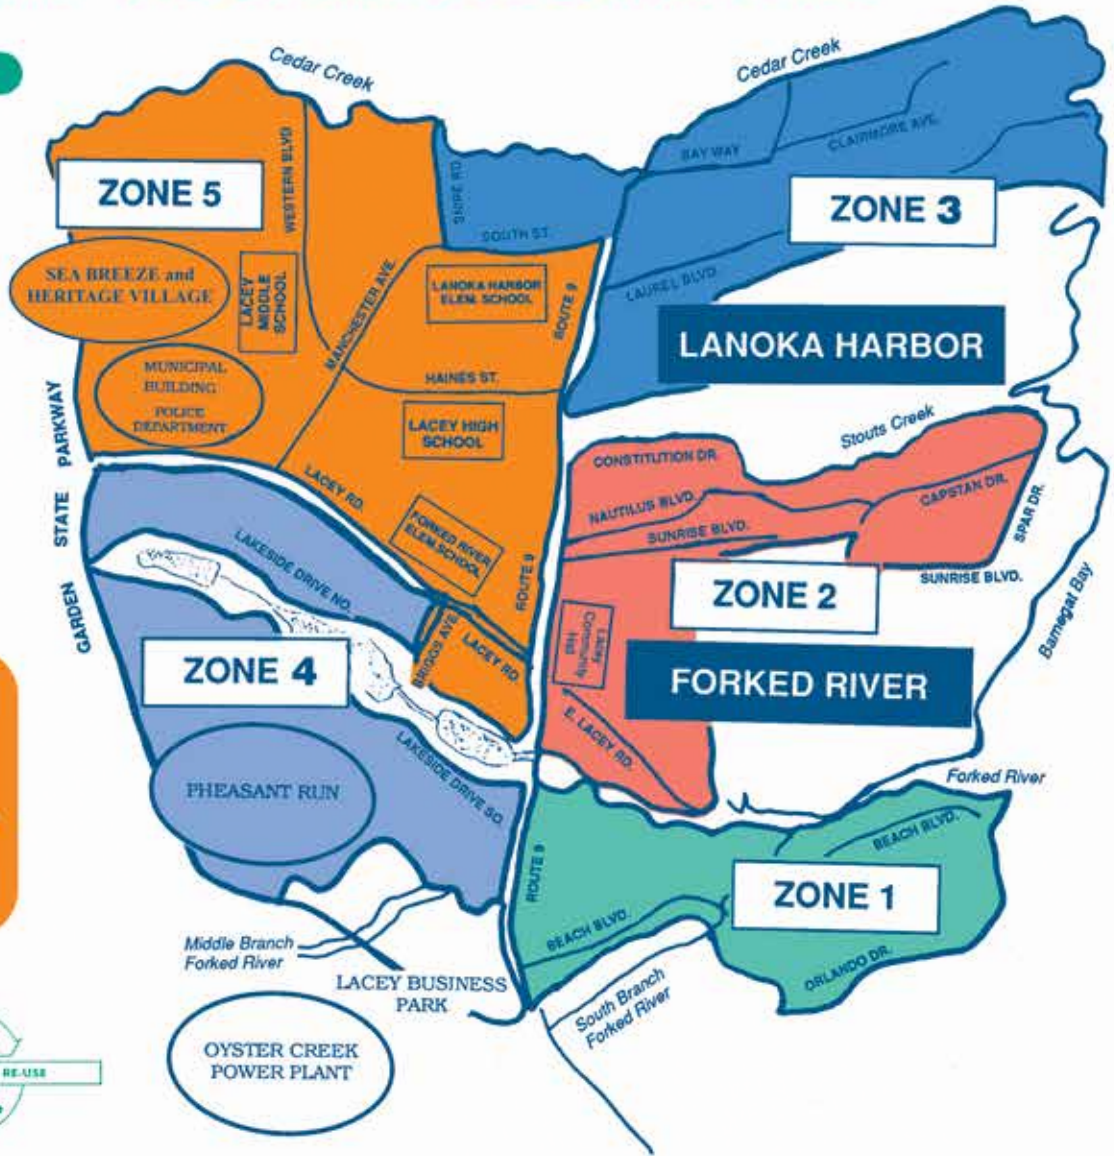 Cedar Creek
Cedar Creek
BAY WAY
CLAIRMORE AVE.
ZONE 5
WESTERN BLVD
SNIPE RD.
SOUTH ST.
ZONE 3
SEA BREEZE and
HERITAGE VILLAGE
LACEY
MIDDLE
SCHOOL
MANCHESTER AVE.
LANOKA HARBOR
ELEM. SCHOOL
ROUTE 9
LAUREL BLVD
LANOKA HARBOR
MUNICIPAL
BUILDING
POLICE
DEPARTMENT
HAINES ST.
LACEY HIGH
SCHOOL
GARDEN STATE PARKWAY
LACEY RD.
Stouts Creek
CONSTITUTION DR
NAUTILUS BLVD.
CAPSTAN DR.
SPAR DR.
SUNRISE BLVD.
SUNRISE BLVD.
FORKED RIVER
ELEM.SCHOOL
ROUTE 9
LAKESIDE DRIVE NO.
ZONE 2
Lacey
Community
Hall
BRIGGS AVE.
LACEY RD.
Barnegat Bay
ZONE 4
FORKED RIVER
E. LACEY RD.
LAKESIDE DRIVE SO.
PHEASANT RUN
Forked River
BEACH BLVD.
ROUTE 9
ZONE 1
BEACH BLVD.
ORLANDO DR.
Middle Branch
Forked River
LACEY BUSINESS
PARK
South Branch
Forked River
OYSTER CREEK
POWER PLANT
RE-USE